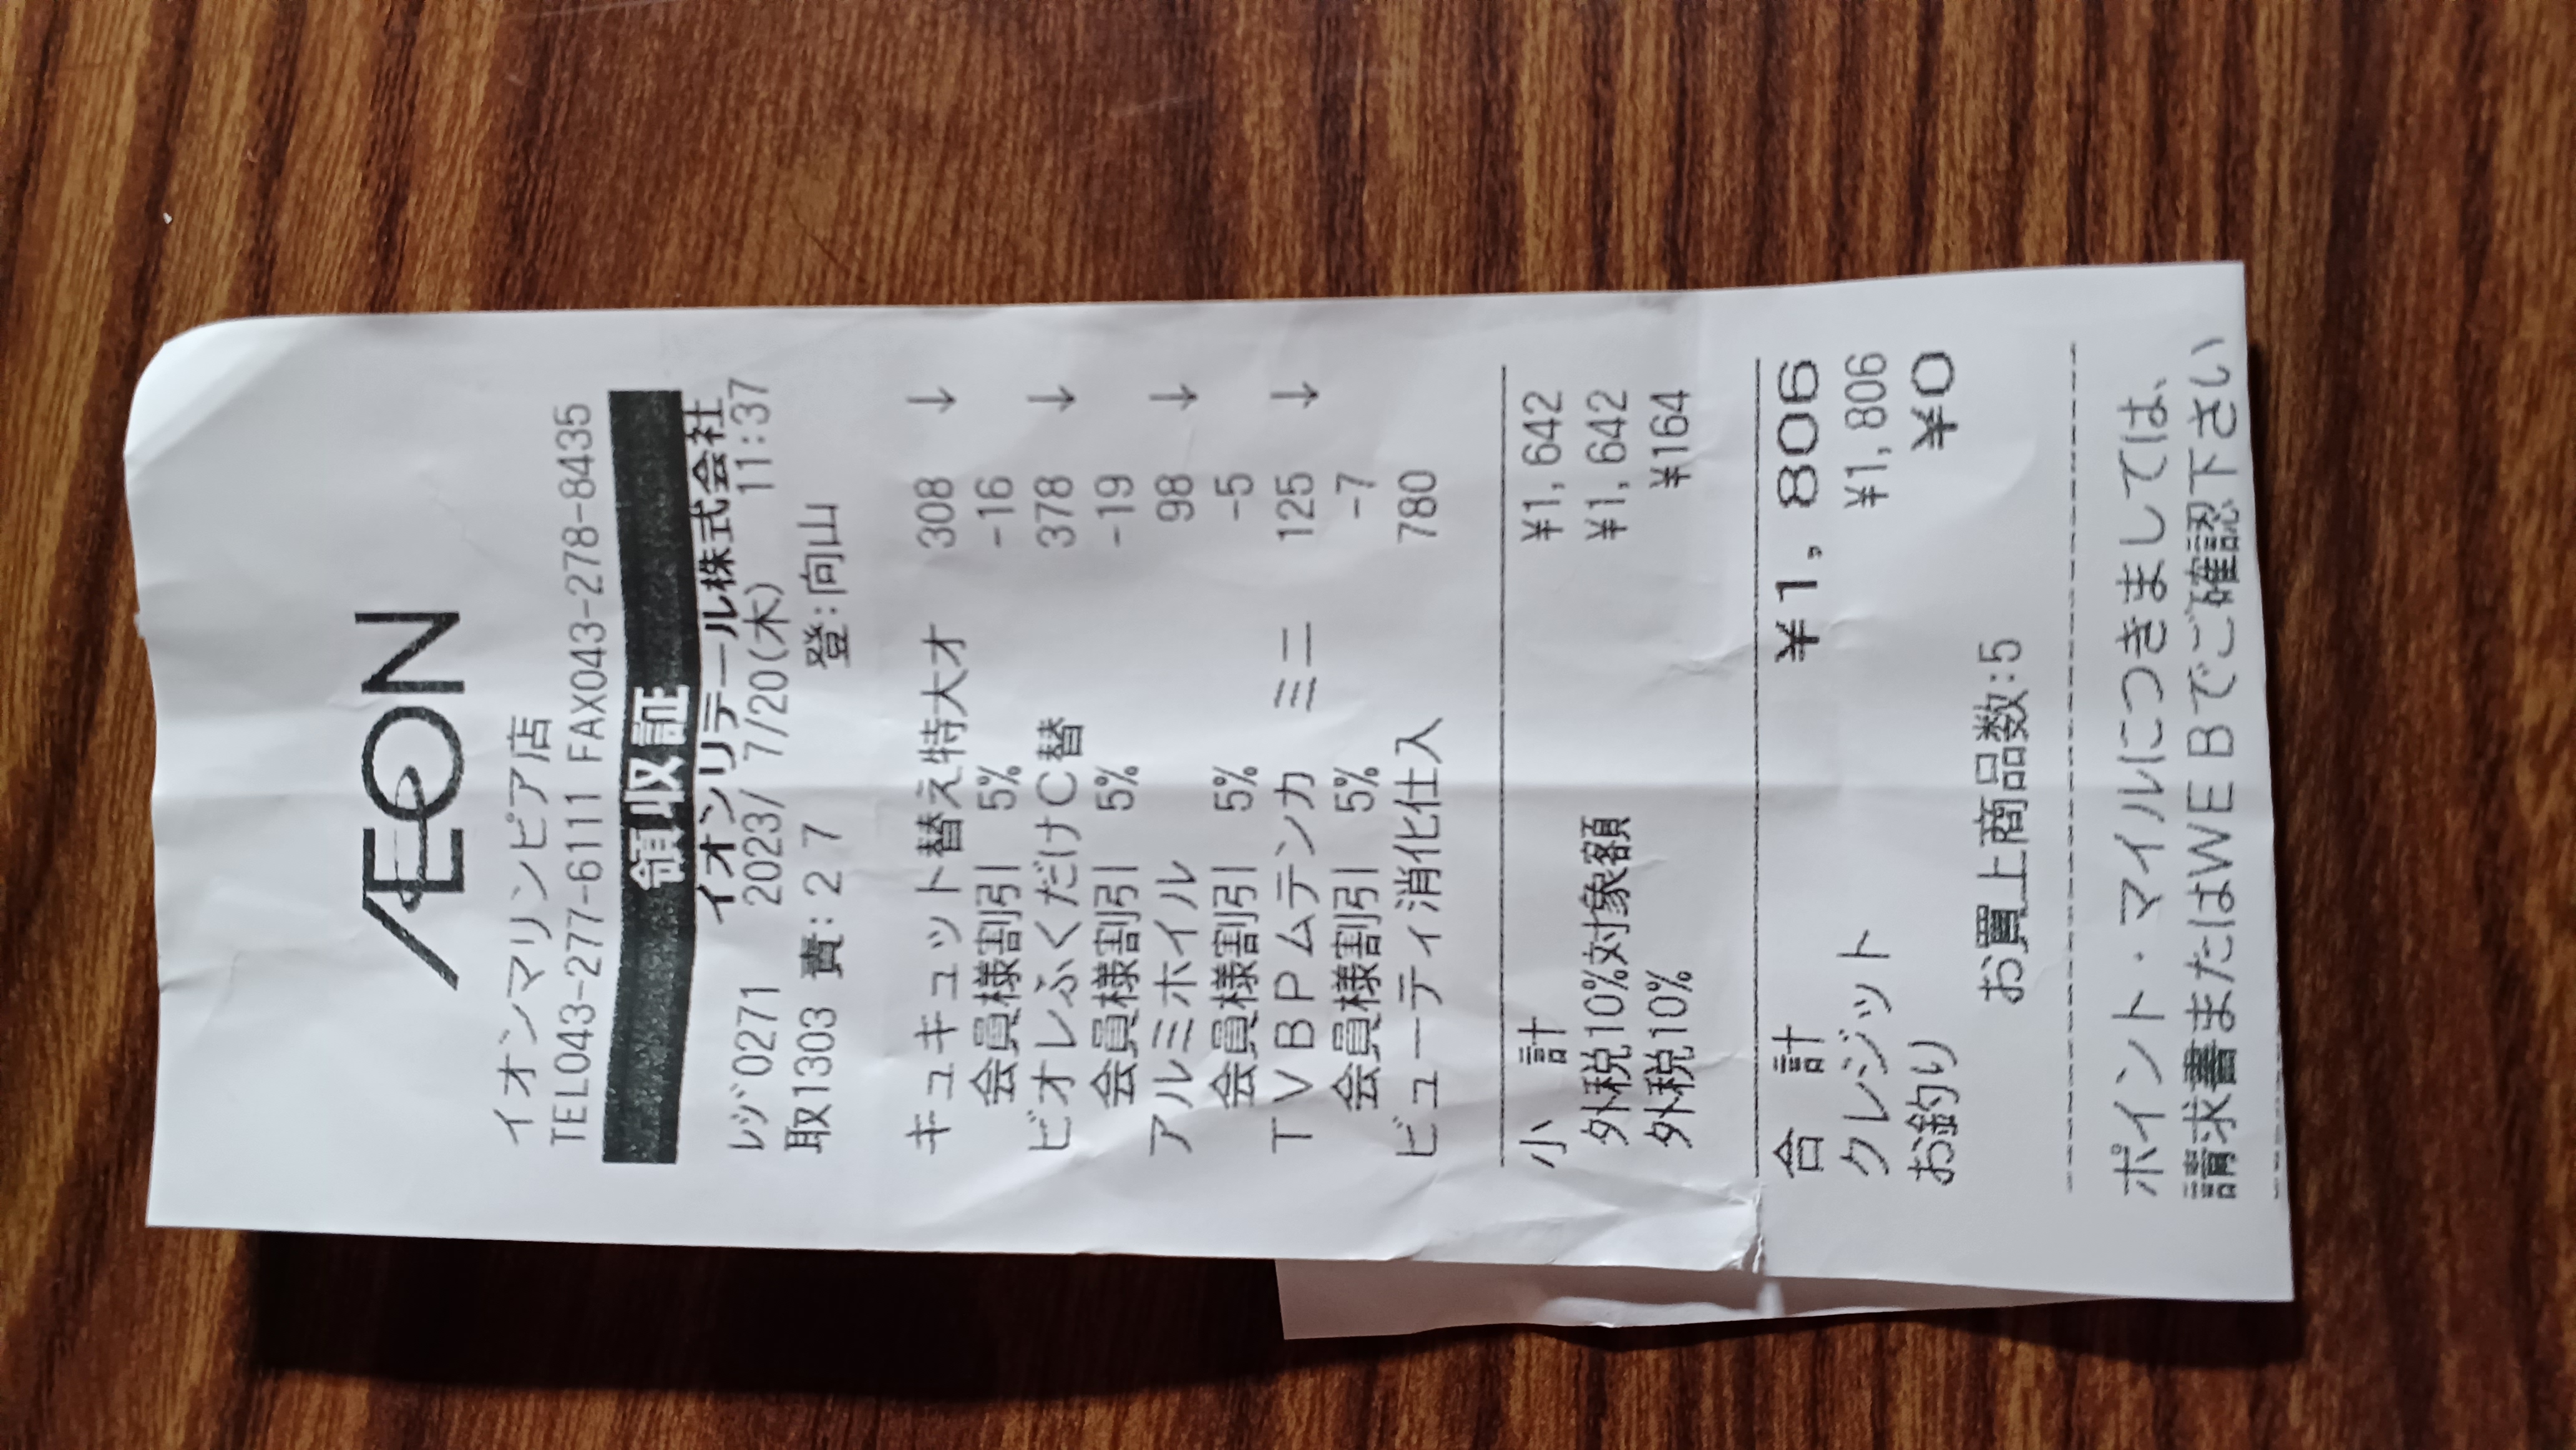 ÆON
イオンマリンピア店
TEL043-277-6111 FAX043-278-8435
領収証
イオンリテール株式会社
ﾚｼﾞ0271 2023/ 7/20(木) 11:37
取1303 責:27 登:向山
キュキュット替え特大オ 308 ↓
会員様割引 5% -16
ビオレふくだけC替 378 ↓
会員様割引 5% -19
アルミホイル 98 ↓
会員様割引 5% -5
TVBPムテンカ ミニ 125 ↓
会員様割引 5% -7
ビューティ消化仕入 780
小 計 ¥1,642
外税10%対象額 ¥1,642
外税10% ¥164
合 計 ¥1,806
クレジット ¥1,806
お釣り ¥0
お買上商品数:5
ポイント・マイルにつきましては、
請求書またはWEBでご確認下さい